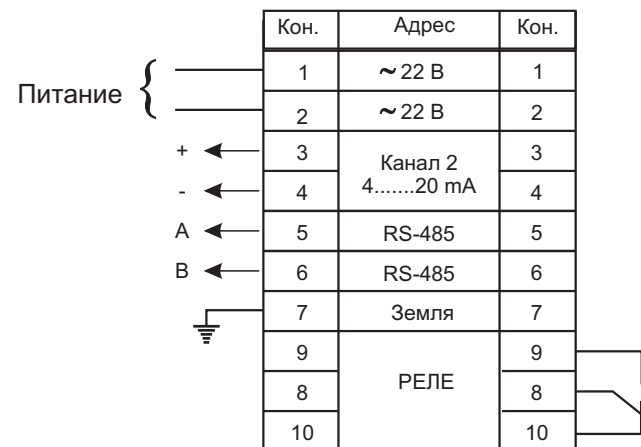 Кон. Адрес Кон.
Питание
1 ~22 В 1
2 ~22 В 2
+ 3 Канал 2 3
- 4 4.......20 mA 4
A 5 RS-485 5
B 6 RS-485 6
7 Земля 7
9 РЕЛЕ 9
8 8
10 10